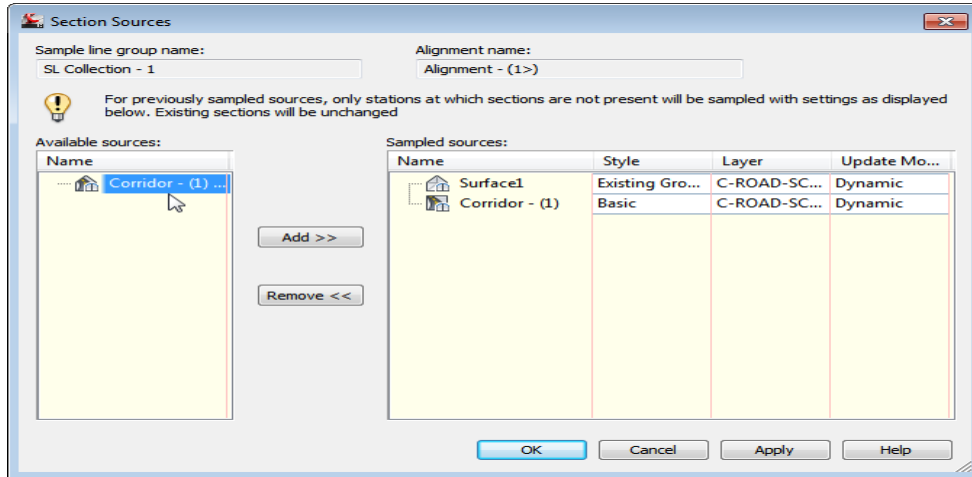 Section Sources
Sample line group name: Alignment name:
SL Collection - 1 Alignment - (1>)
For previously sampled sources, only stations at which sections are not present will be sampled with settings as displayed
below. Existing sections will be unchanged
Available sources: Sampled sources:
Name Name Style Layer Update Mo...
Corridor - (1) ... Surface1 Existing Gro... C-ROAD-SC... Dynamic
Corridor - (1) Basic C-ROAD-SC... Dynamic
Add >>
Remove <<
OK Cancel Apply Help